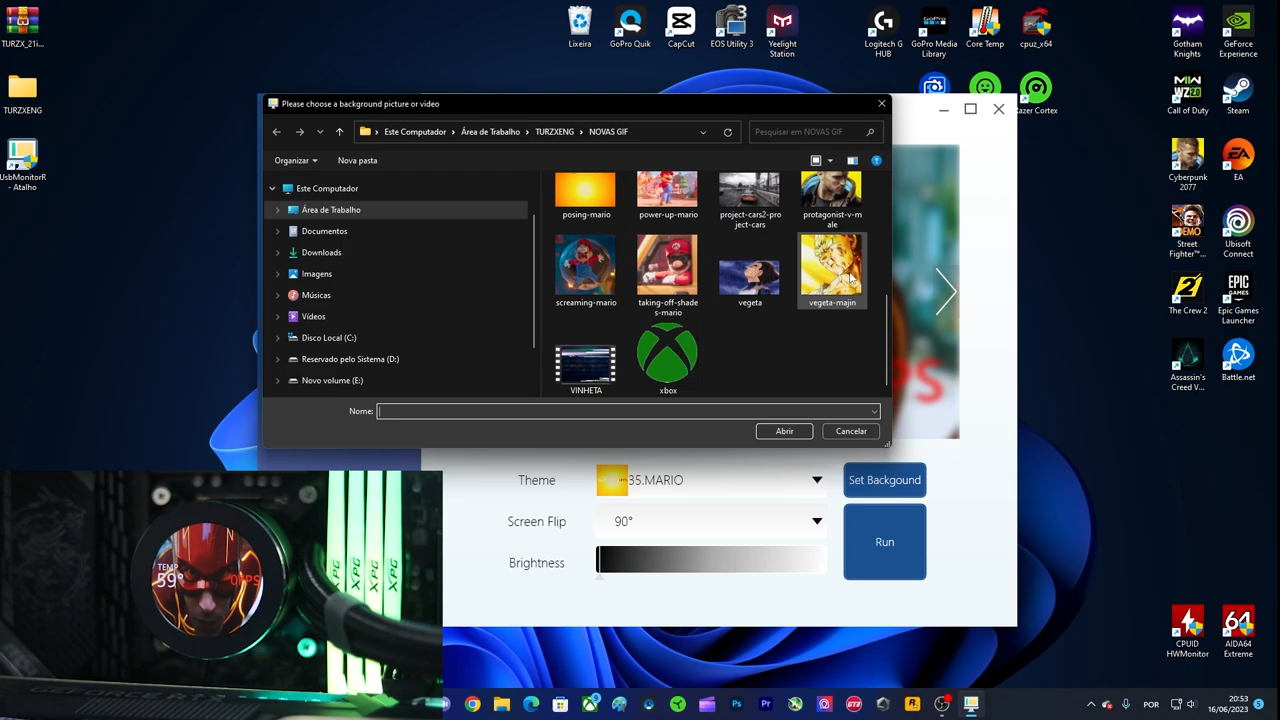 TURZX_21i...
TURZXENG
UsbMonitorR
- Atalho
Lixeira
GoPro Quik
CapCut
EOS Utility 3
Yeelight
Station
Logitech G
HUB
GoPro Media
Library
Core Temp
cpuz_x64
Gotham
Knights
GeForce
Experience
Call of Duty
Steam
Razer Cortex
Cyberpunk
2077
EA
Street
Fighter™...
Ubisoft
Connect
The Crew 2
Epic Games
Launcher
Assassin's
Creed V...
Battle.net
CPUID
HWMonitor
AIDA64
Extreme
Please choose a background picture or video
Este Computador > Área de Trabalho > TURZXENG > NOVAS GIF
Pesquisar em NOVAS GIF
Organizar
Nova pasta
Este Computador
Área de Trabalho
Documentos
Downloads
Imagens
Músicas
Vídeos
Disco Local (C:)
Reservado pelo Sistema (D:)
Novo volume (E:)
posing-mario
power-up-mario
project-cars2-pro
ject-cars
protagonist-v-m
ale
screaming-mario
taking-off-shade
s-mario
vegeta
vegeta-majin
VINHETA
xbox
Nome:
Abrir
Cancelar
Theme
35.MARIO
Set Backgound
Screen Flip
90°
Run
Brightness
TEMP
59°
0FPS
XPG
XPG
XPG
GEFORCE RTX
POR
20:53
16/06/2023